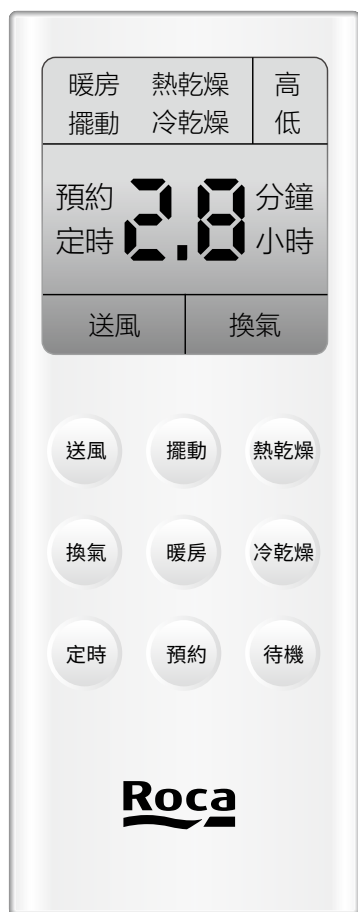 暖房 熱乾燥 高
擺動 冷乾燥 低
預約 2.8 分鐘
定時 小時
送風 換氣
送風 擺動 熱乾燥
換氣 暖房 冷乾燥
定時 預約 待機
Roca